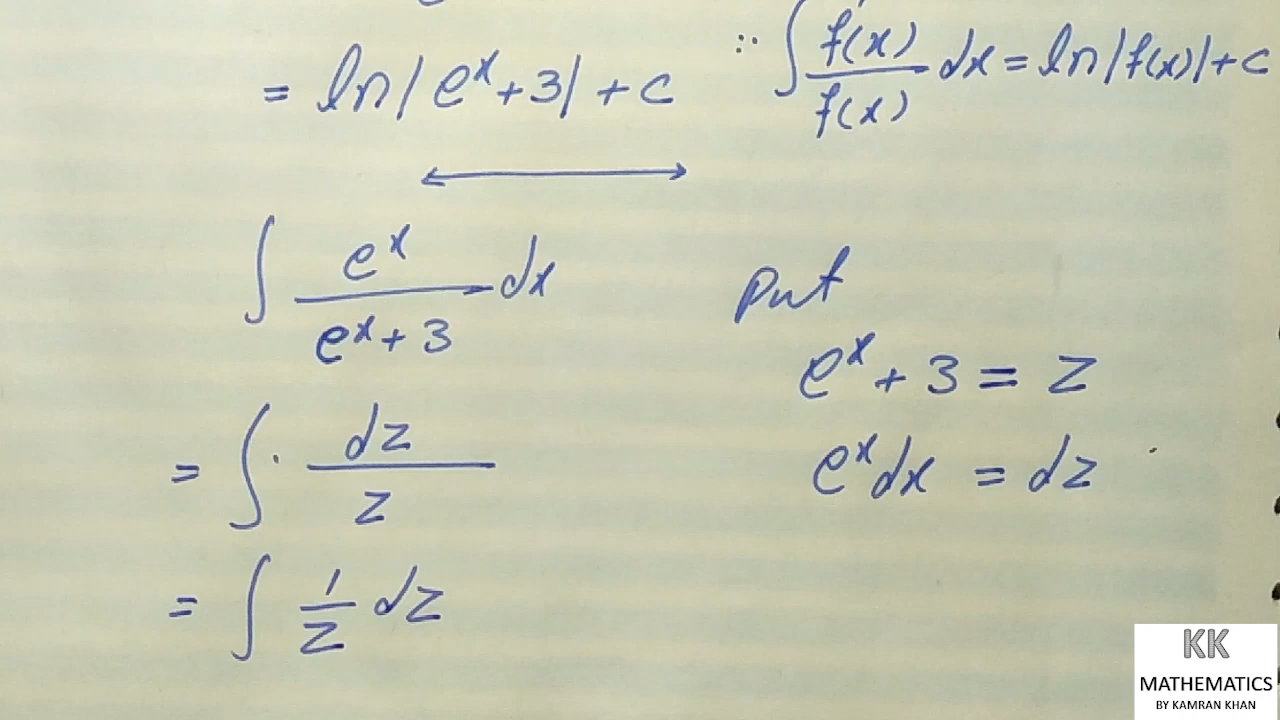 = ln|e^x+3| + c ∵ ∫ f'(x)/f(x) dx = ln|f(x)|+c
∫ e^x/(e^x+3) dx put
e^x + 3 = z
= ∫ dz/z e^x dx = dz
= ∫ 1/z dz
KK
MATHEMATICS
BY KAMRAN KHAN